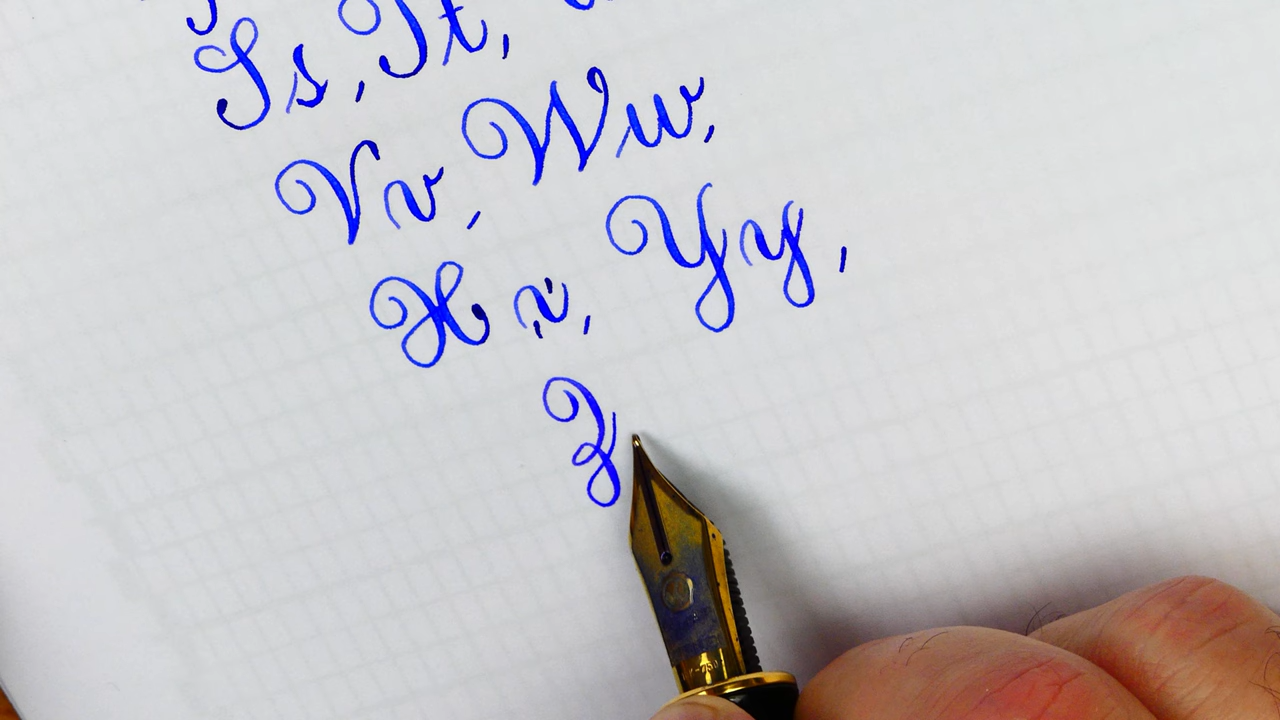 Ss, Tt,
Vv, Ww,
Xx, Yy,
Z